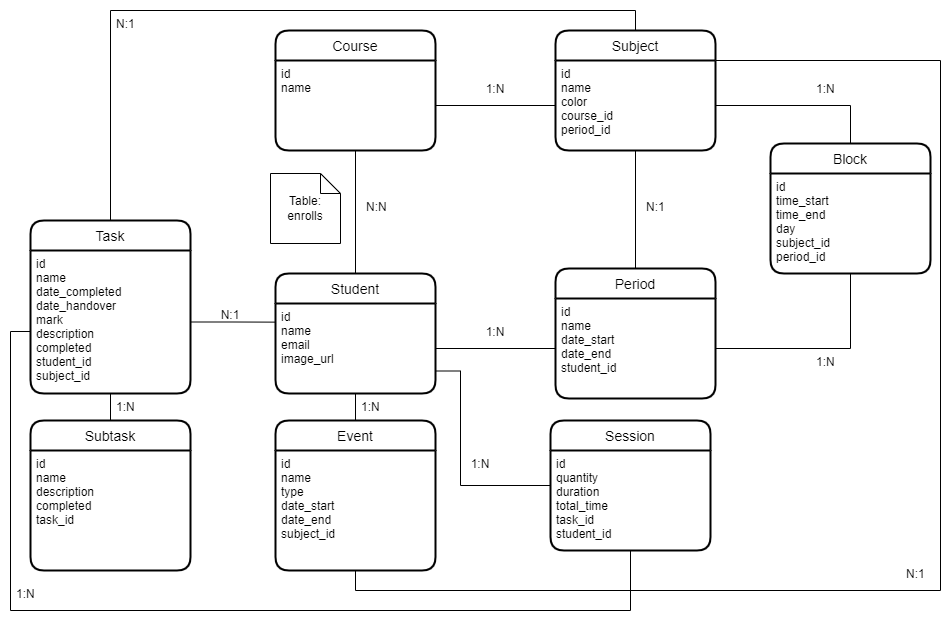 N:1
Course
id
name
1:N
Subject
id
name
color
course_id
period_id
1:N
Block
id
time_start
time_end
day
subject_id
period_id
Table:
enrolls
N:N
N:1
Task
id
name
date_completed
date_handover
mark
description
completed
student_id
subject_id
N:1
Student
id
name
email
image_url
1:N
Period
id
name
date_start
date_end
student_id
1:N
1:N
Subtask
id
name
description
completed
task_id
1:N
Event
id
name
type
date_start
date_end
subject_id
1:N
Session
id
quantity
duration
total_time
task_id
student_id
N:1
1:N